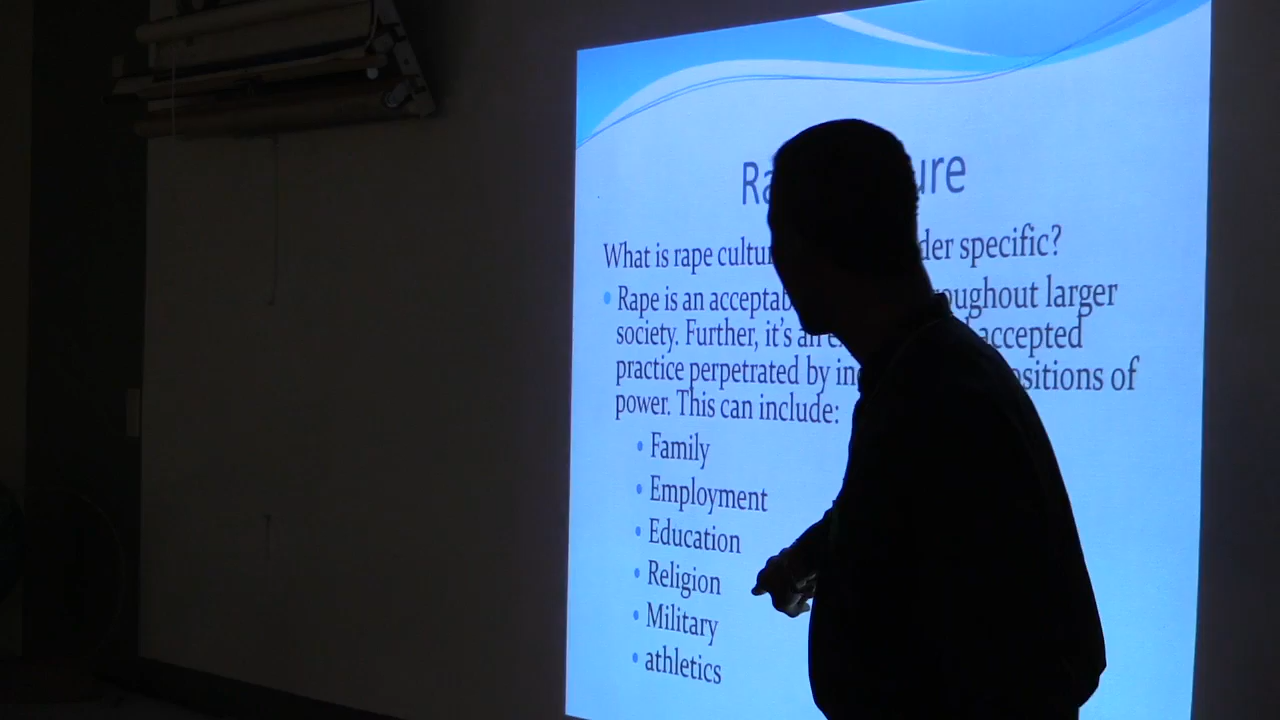 Ra ure
What is rape cultur der specific?
Rape is an acceptab roughout larger
society. Further, it's an e accepted
practice perpetrated by in ositions of
power. This can include:
Family
Employment
Education
Religion
Military
athletics